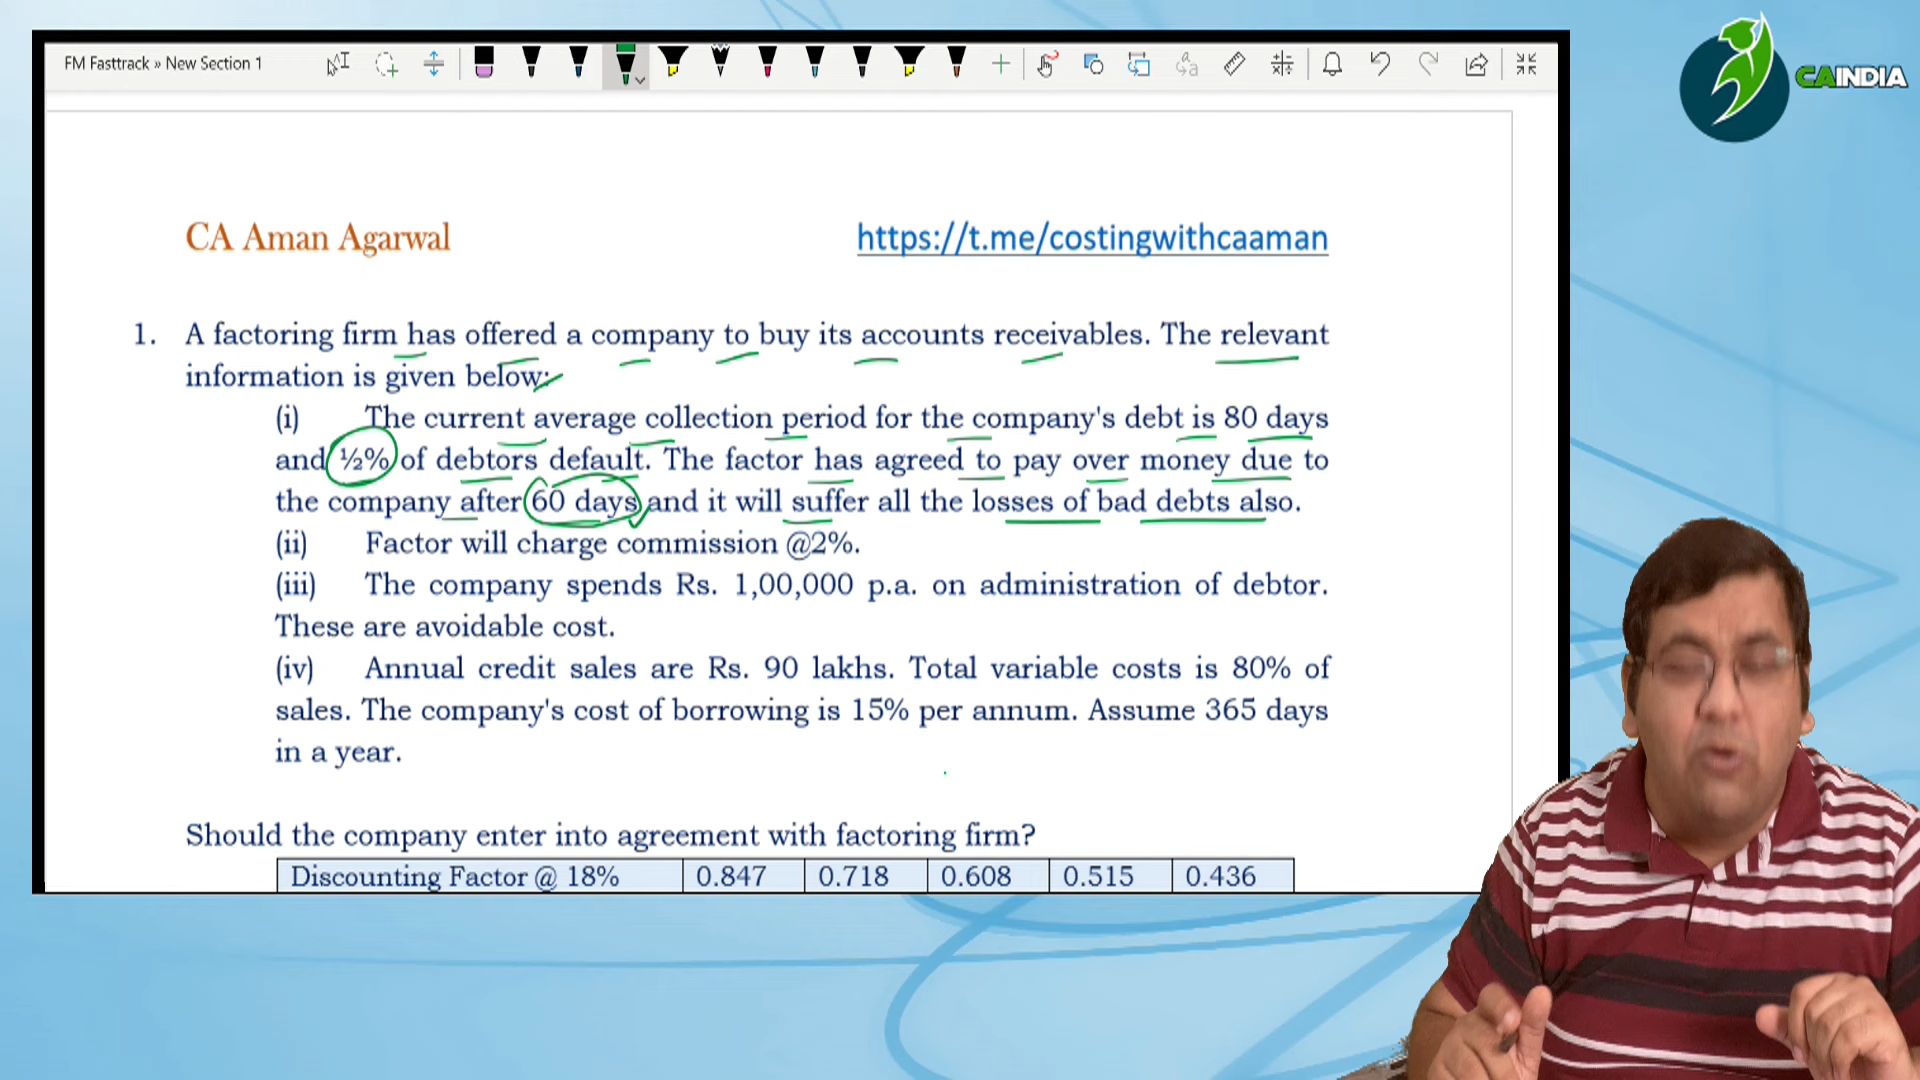 FM Fasttrack » New Section 1
CAINDIA
CA Aman Agarwal
https://t.me/costingwithcaaman
1. A factoring firm has offered a company to buy its accounts receivables. The relevant
information is given below:
(i) The current average collection period for the company's debt is 80 days
and ½% of debtors default. The factor has agreed to pay over money due to
the company after 60 days and it will suffer all the losses of bad debts also.
(ii) Factor will charge commission @2%.
(iii) The company spends Rs. 1,00,000 p.a. on administration of debtor.
These are avoidable cost.
(iv) Annual credit sales are Rs. 90 lakhs. Total variable costs is 80% of
sales. The company's cost of borrowing is 15% per annum. Assume 365 days
in a year.
Should the company enter into agreement with factoring firm?
Discounting Factor @ 18% 0.847 0.718 0.608 0.515 0.436